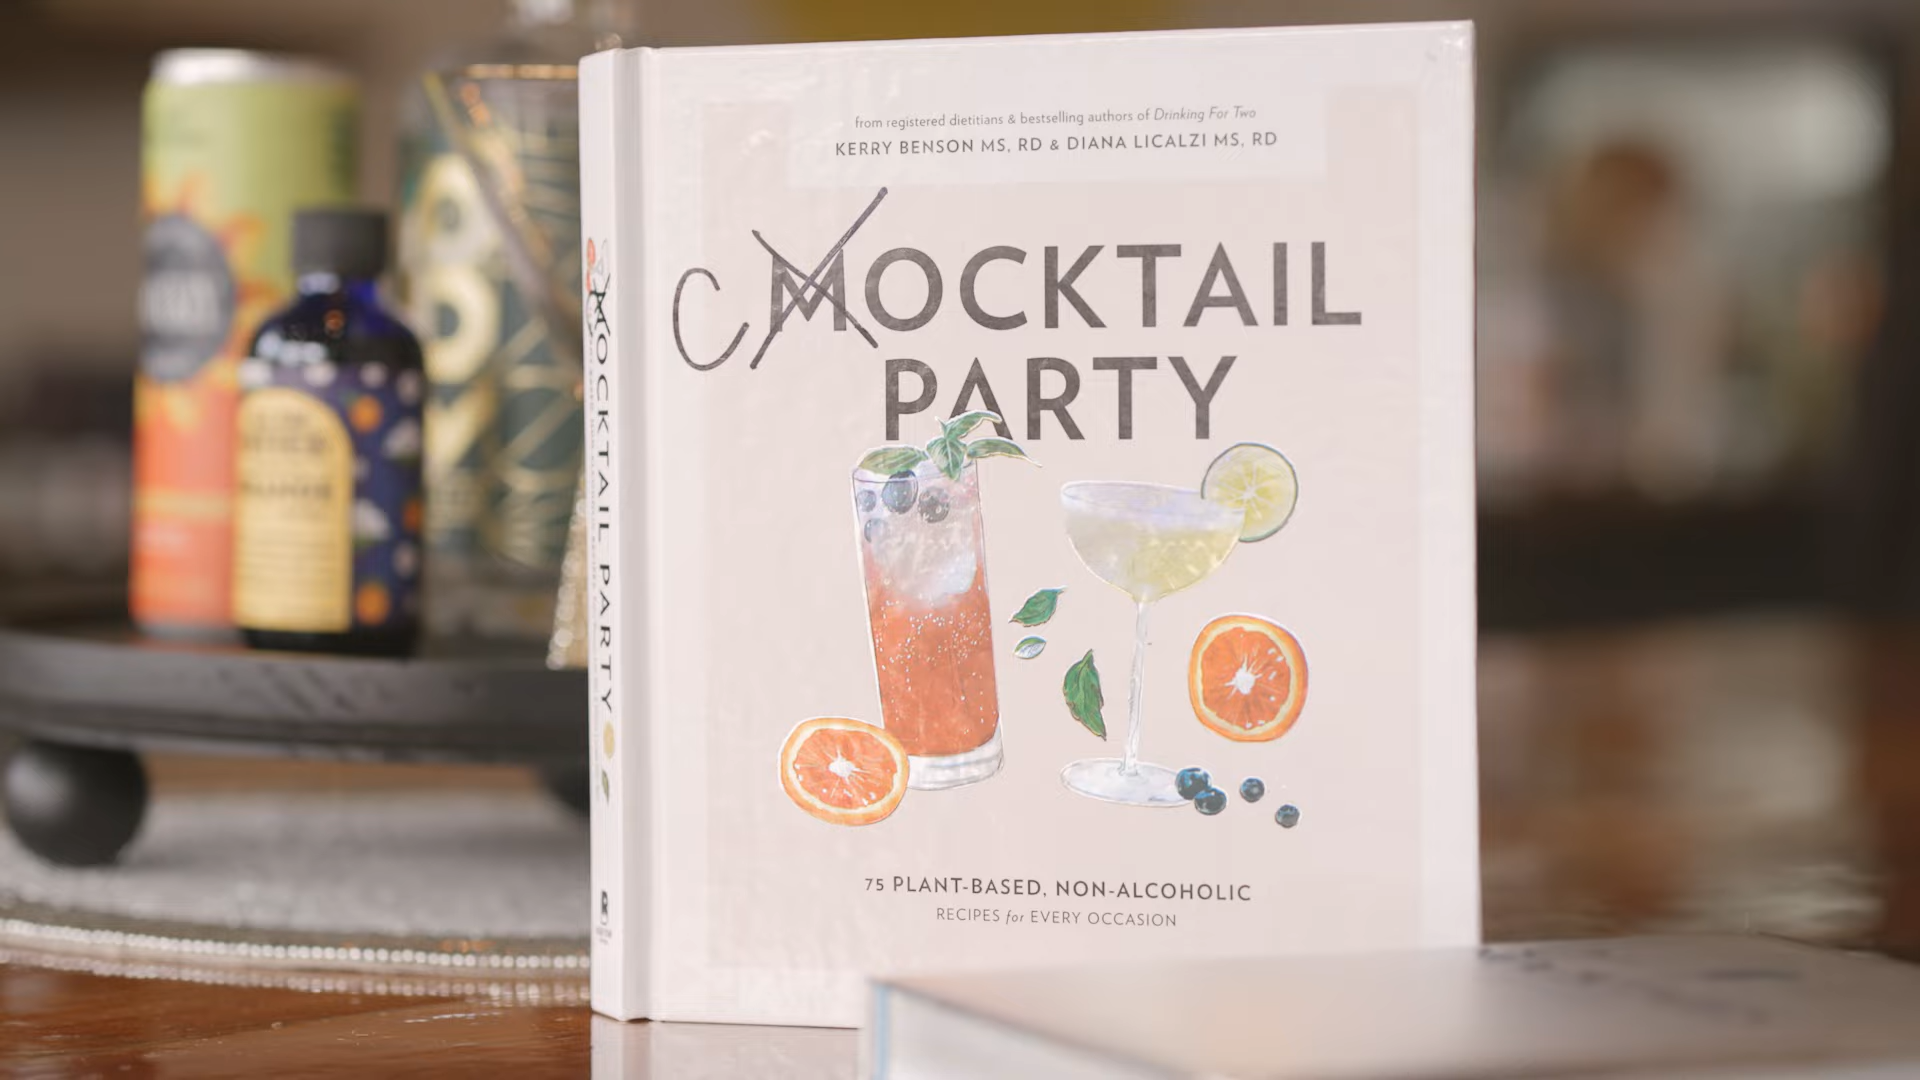 from registered dietitians & bestselling authors of Drinking For Two
KERRY BENSON MS, RD & DIANA LICALZI MS, RD
C MOCKTAIL
PARTY
75 PLANT-BASED, NON-ALCOHOLIC
RECIPES for EVERY OCCASION
C MOCKTAIL PARTY